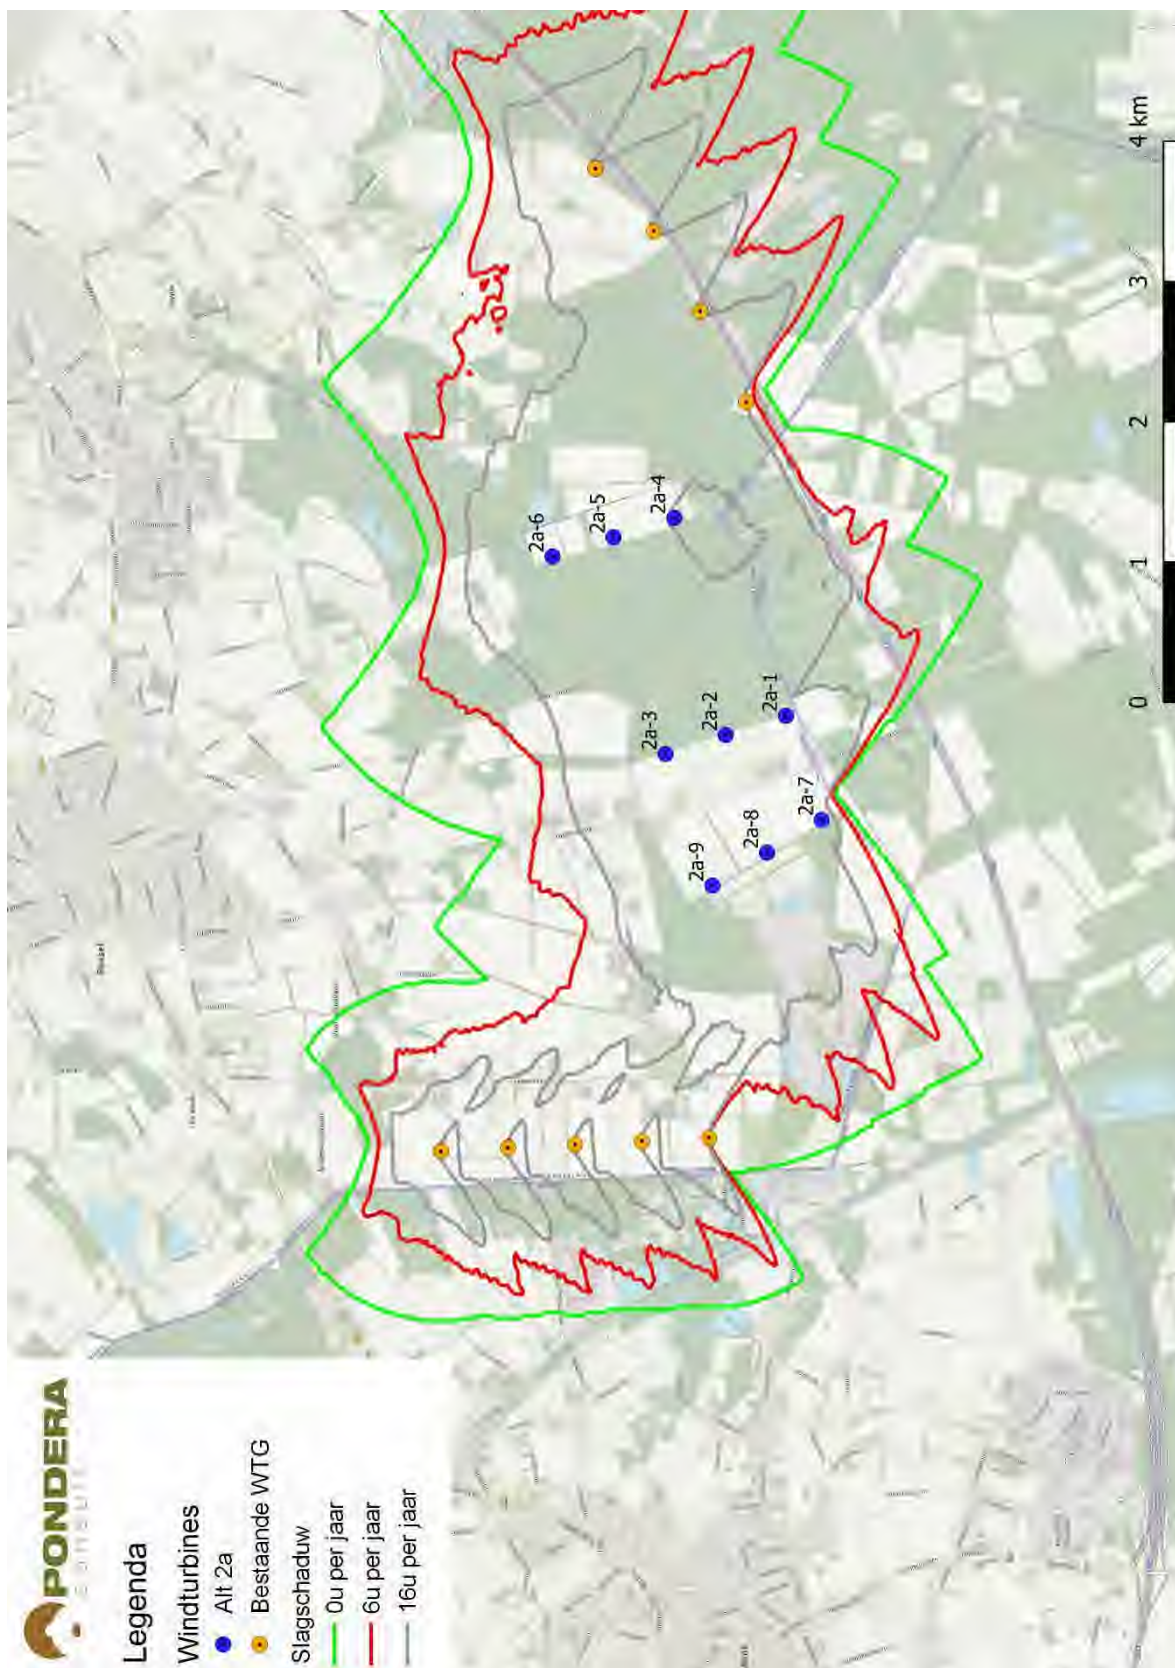 PONDERA
Consult
Legenda
Windturbines
Alt 2a
Bestaande WTG
Slagschaduw
0u per jaar
6u per jaar
16u per jaar
2a-6
2a-5
2a-4
2a-3
2a-2
2a-1
2a-9
2a-8
2a-7
0
1
2
3
4 km